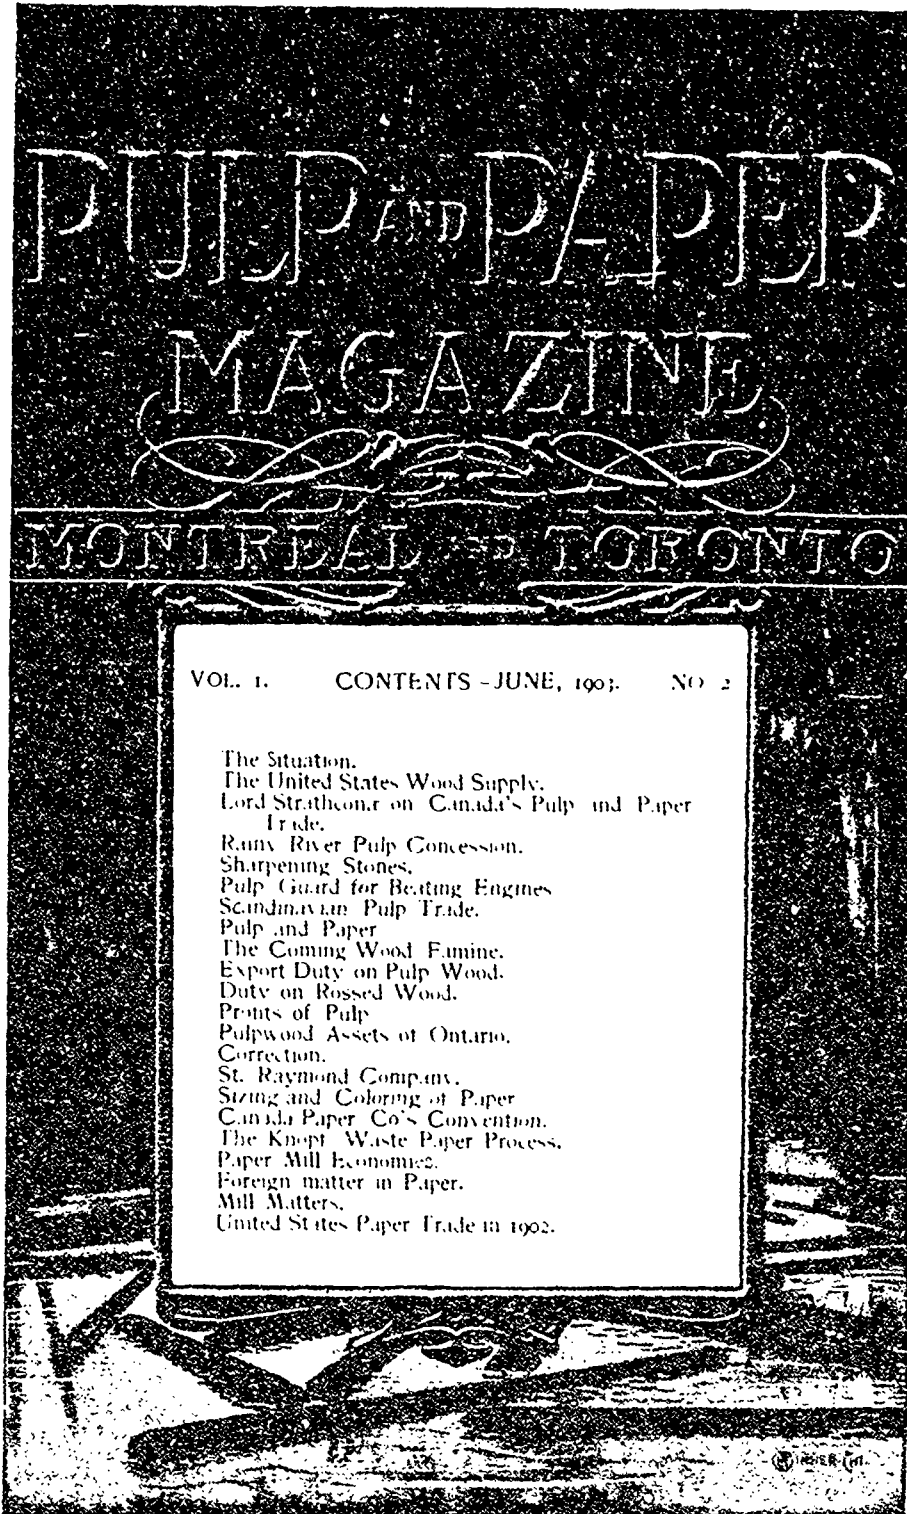 PULP AND PAPER
MAGAZINE
MONTREAL AND TORONTO
VOL. 1. CONTENTS - JUNE, 1903. NO 2
The Situation.
The United States Wood Supply.
Lord Strathcona on Canada's Pulp and Paper
Trade.
Rainy River Pulp Concession.
Sharpening Stones.
Pulp Guard for Beating Engines
Scandinavian Pulp Trade.
Pulp and Paper
The Coming Wood Famine.
Export Duty on Pulp Wood.
Duty on Rossed Wood.
Profits of Pulp
Pulpwood Assets of Ontario.
Correction.
St. Raymond Company.
Sizing and Coloring of Paper
Canada Paper Co's Convention.
The Knopf Waste Paper Process.
Paper Mill Economies.
Foreign matter in Paper.
Mill Matters.
United States Paper Trade in 1902.